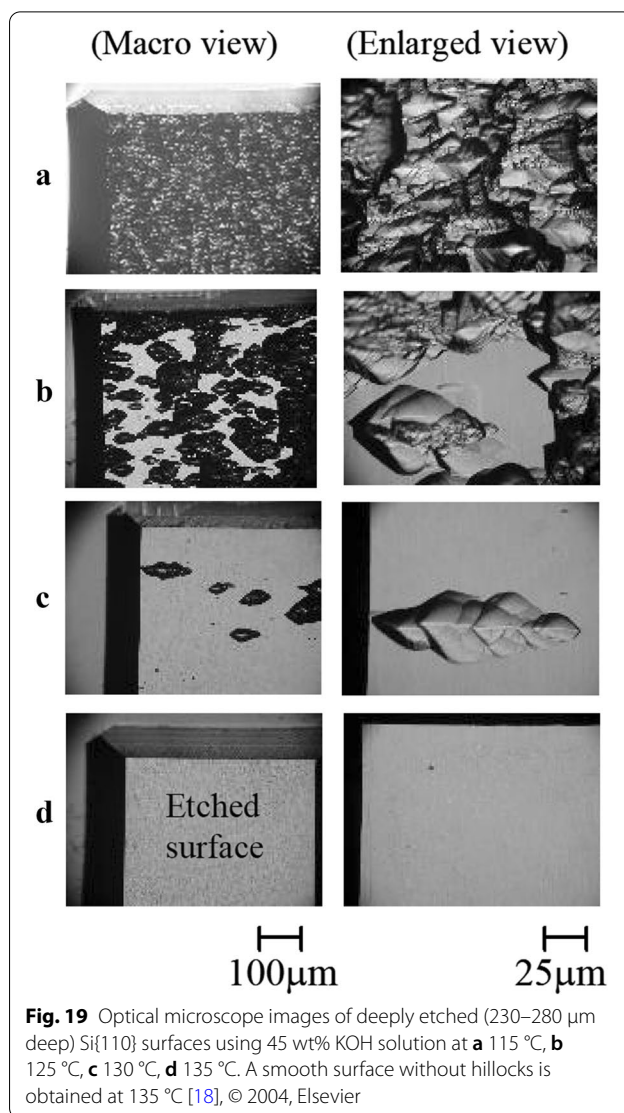 (Macro view) (Enlarged view)
a
b
c
d
Etched
surface
100μm 25μm
Fig. 19 Optical microscope images of deeply etched (230–280 μm
deep) Si{110} surfaces using 45 wt% KOH solution at a 115 °C, b
125 °C, c 130 °C, d 135 °C. A smooth surface without hillocks is
obtained at 135 °C [18], © 2004, Elsevier